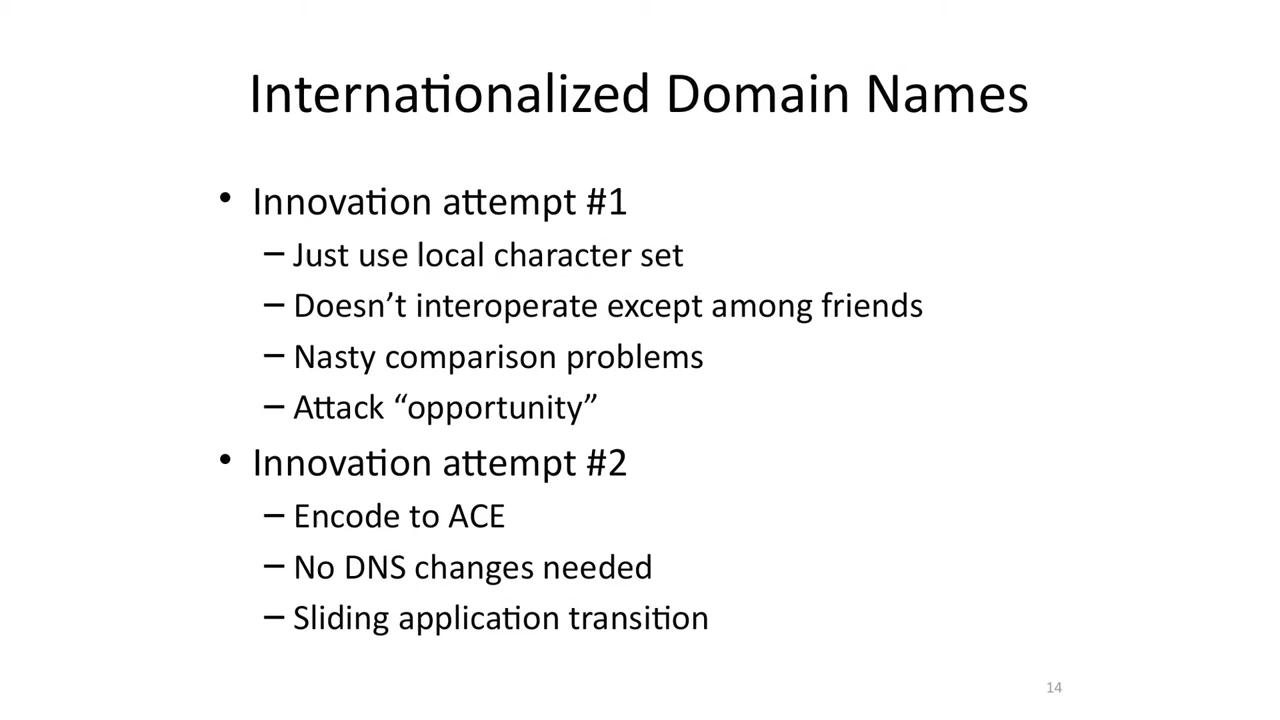 Internationalized Domain Names
• Innovation attempt #1
– Just use local character set
– Doesn’t interoperate except among friends
– Nasty comparison problems
– Attack “opportunity”
• Innovation attempt #2
– Encode to ACE
– No DNS changes needed
– Sliding application transition
14